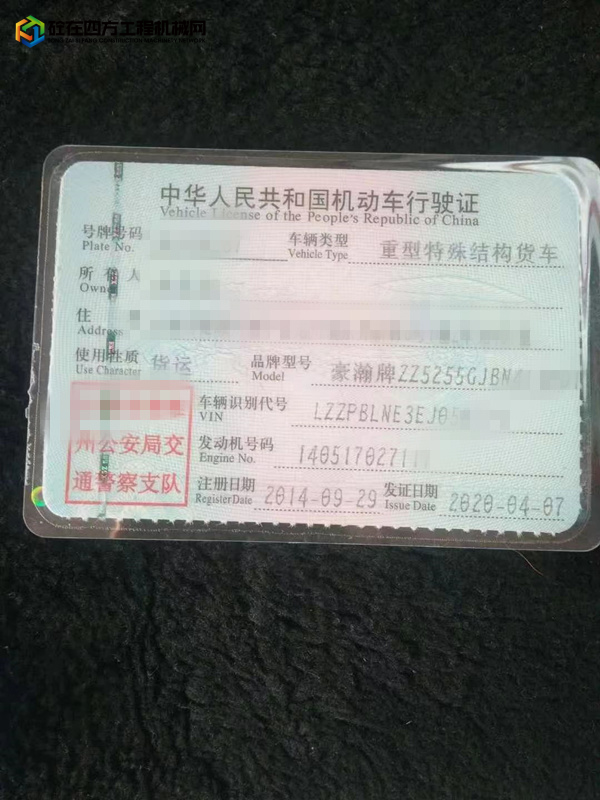 砼在四方工程机械网
中华人民共和国机动车行驶证
Vehicle License of the People's Republic of China
号牌号码
Plate No.
车辆类型
Vehicle Type
重型特殊结构货车
所有人
Owner
住
Address
使用性质
Use Character
货运
品牌型号
Model
豪瀚牌ZZ5255GJBN
车辆识别代号
VIN
LZZPBLNE3EJ05
州公安局交
通警察支队
发动机号码
Engine No.
1405170271
注册日期
Register Date
2014-09-29
发证日期
Issue Date
2020-04-07